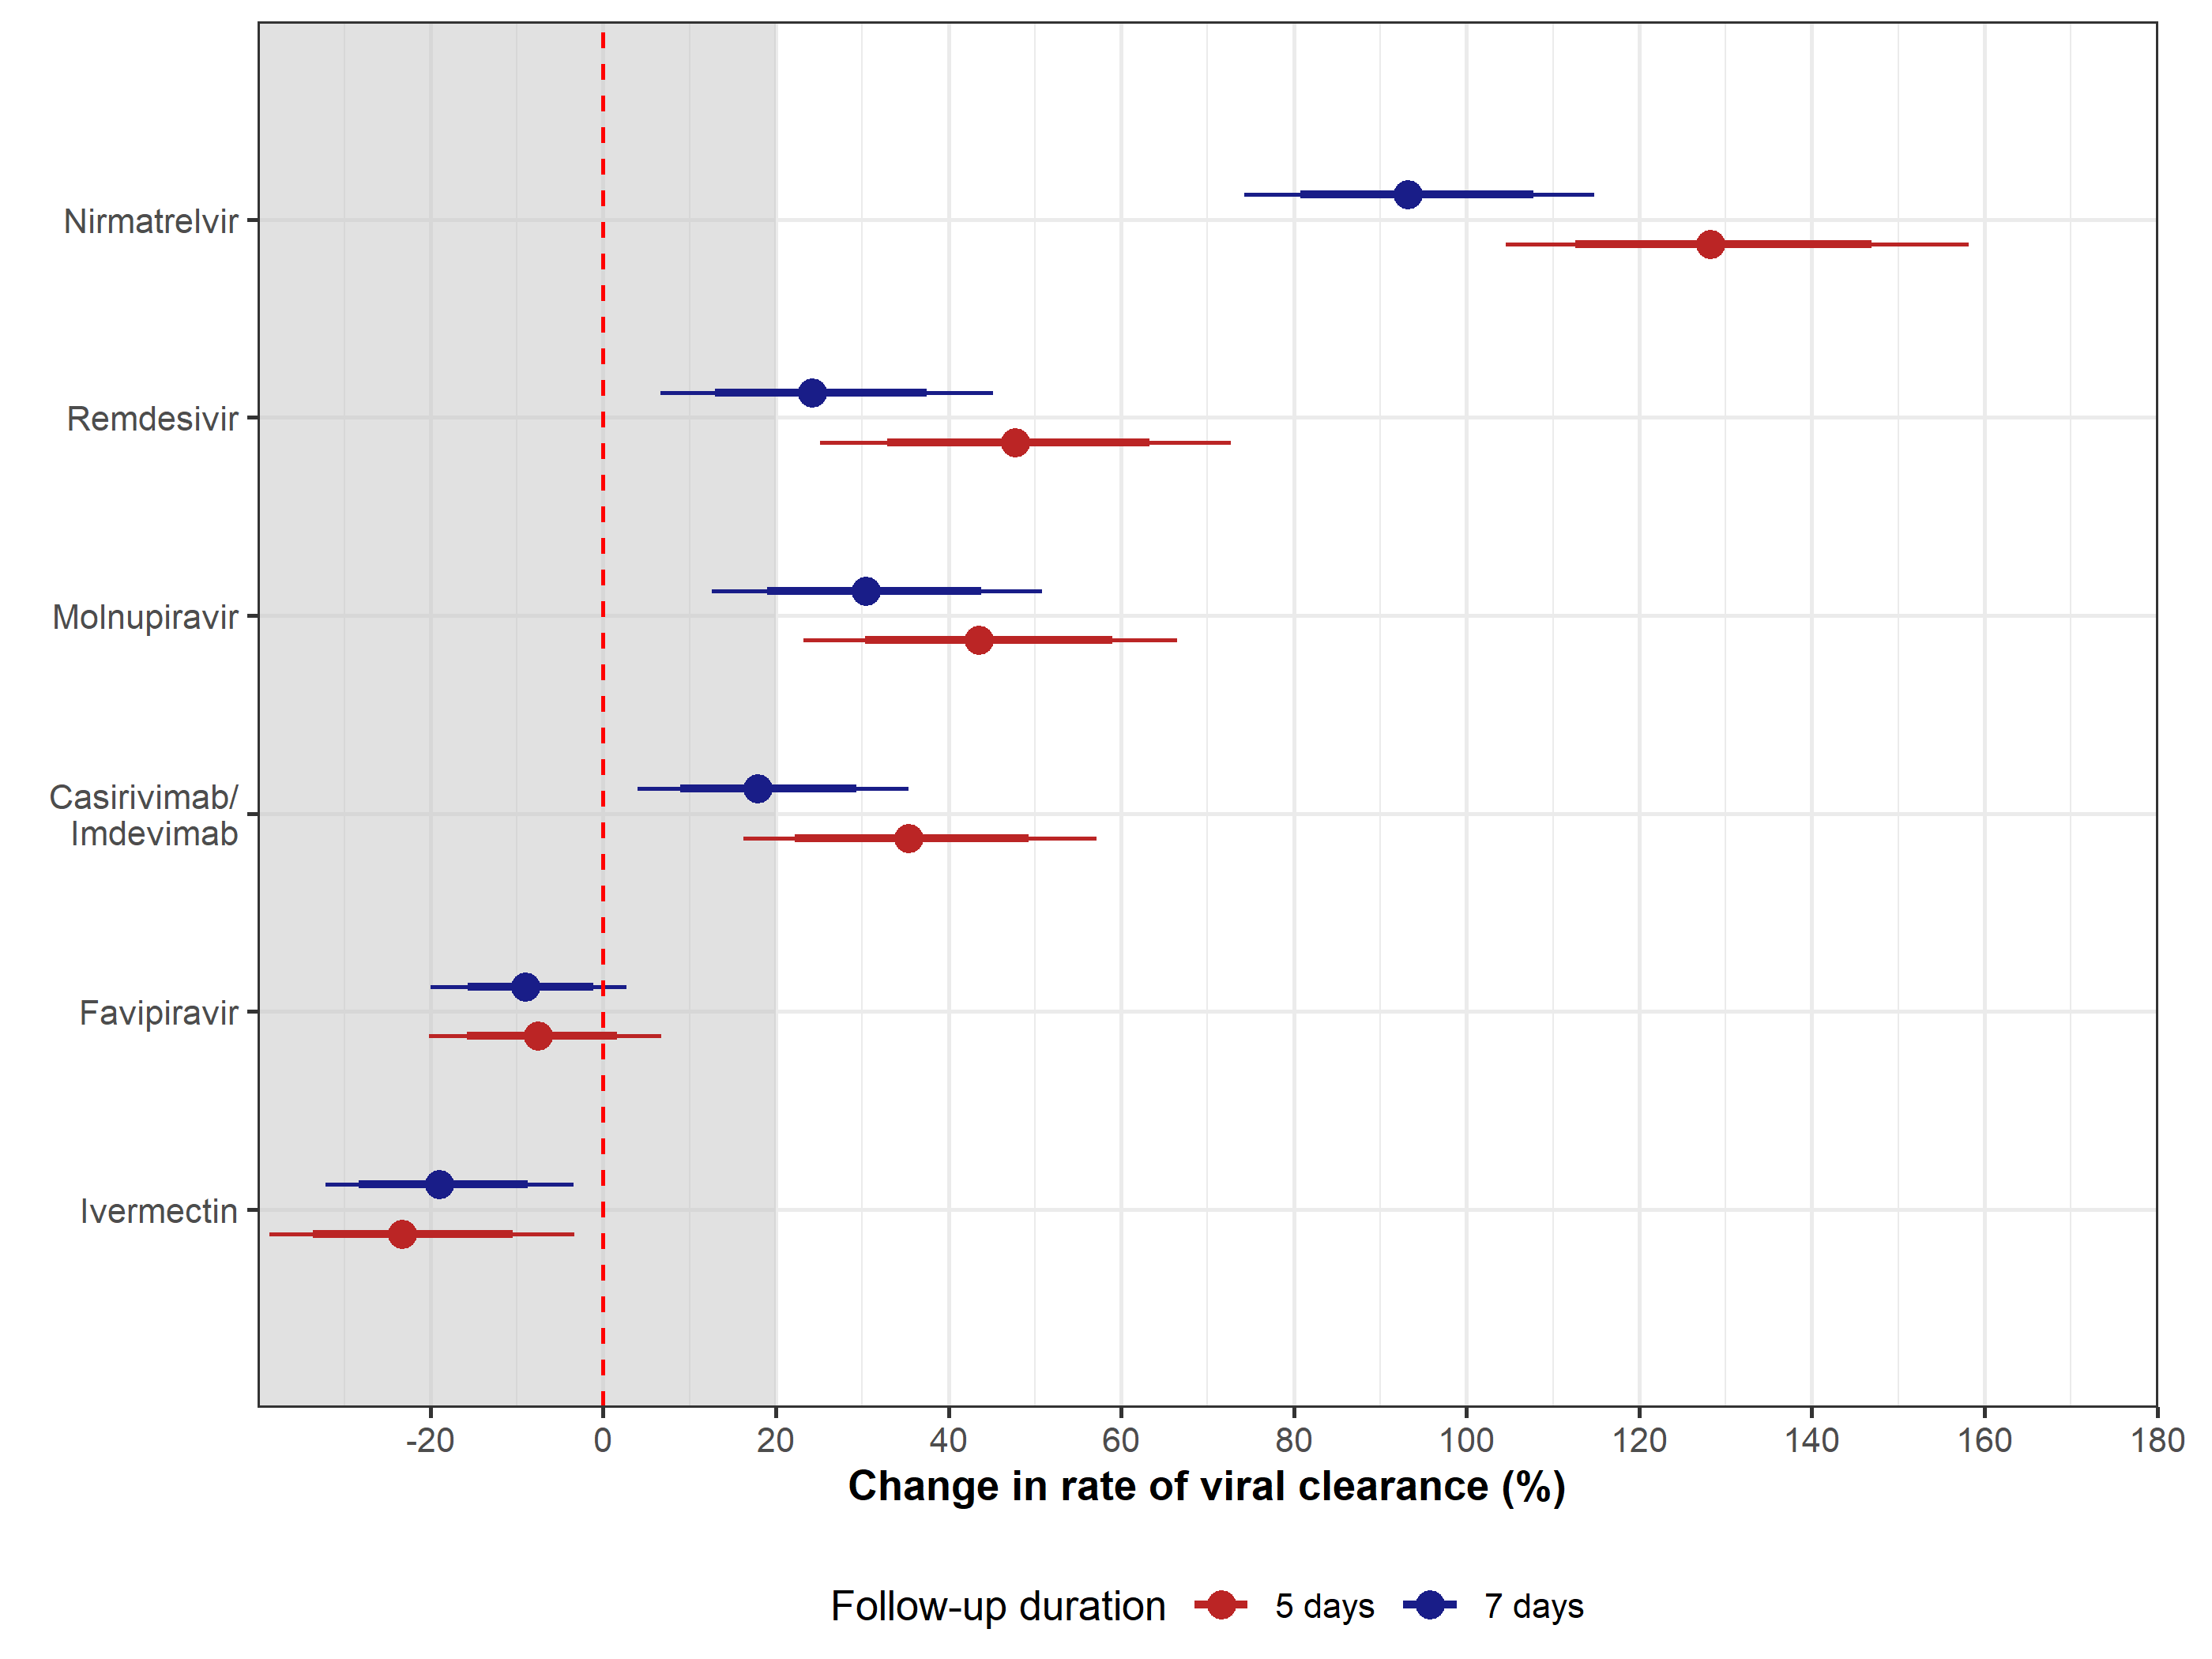 Nirmatrelvir
Remdesivir
Molnupiravir
Casirivimab/
Imdevimab
Favipiravir
Ivermectin
-20 0 20 40 60 80 100 120 140 160 180
Change in rate of viral clearance (%)
Follow-up duration 5 days 7 days